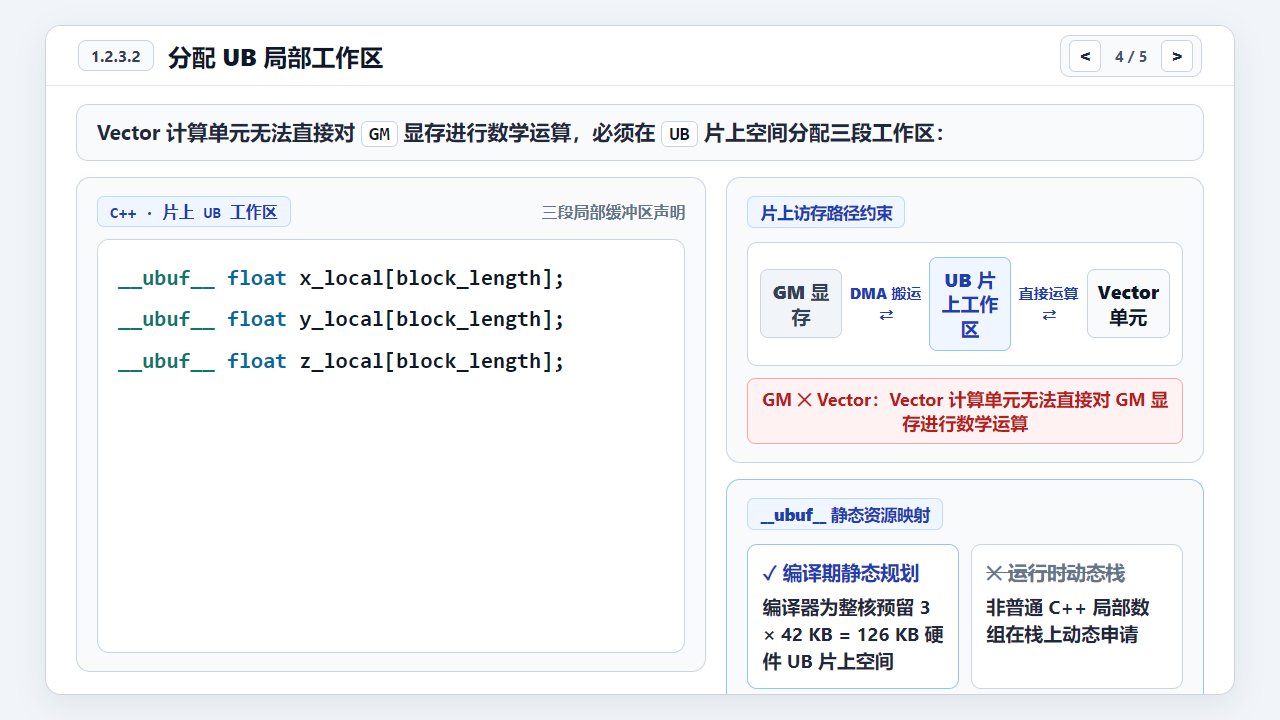 1.2.3.2 分配 UB 局部工作区
< 4 / 5 >
Vector 计算单元无法直接对 GM 显存进行数学运算，必须在 UB 片上空间分配三段工作区：
C++ · 片上 UB 工作区
三段局部缓冲区声明
__ubuf__ float x_local[block_length];
__ubuf__ float y_local[block_length];
__ubuf__ float z_local[block_length];
片上访存路径约束
GM 显
存
DMA 搬运
⇄
UB 片
上工作
区
直接运算
⇄
Vector
单元
GM ✕ Vector：Vector 计算单元无法直接对 GM 显
存进行数学运算
__ubuf__ 静态资源映射
✓ 编译期静态规划
编译器为整核预留 3
× 42 KB = 126 KB 硬
件 UB 片上空间
✕ 运行时动态栈
非普通 C++ 局部数
组在栈上动态申请